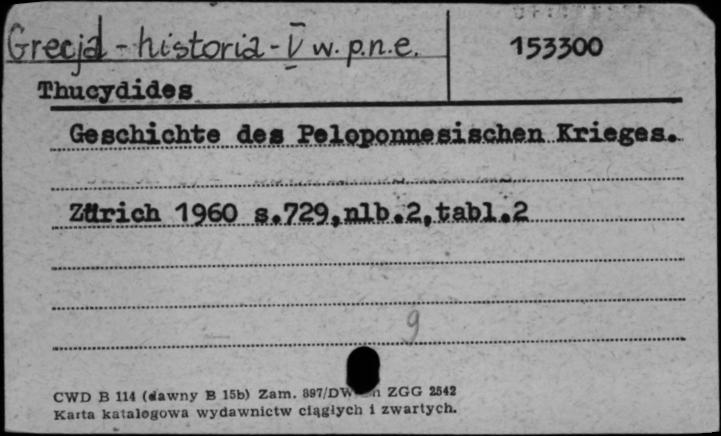 Grecja - historia - V w. p.n.e.
153300
Thucydides
Geschichte des Peloponnesischen Krieges.
Zürich 1960 s.729,nlb.2,tabl.2
9
CWD B 114 (dawny B 15b) Zam. 897/DW ZGG 2542
Karta katalogowa wydawnictw ciągłych i zwartych.